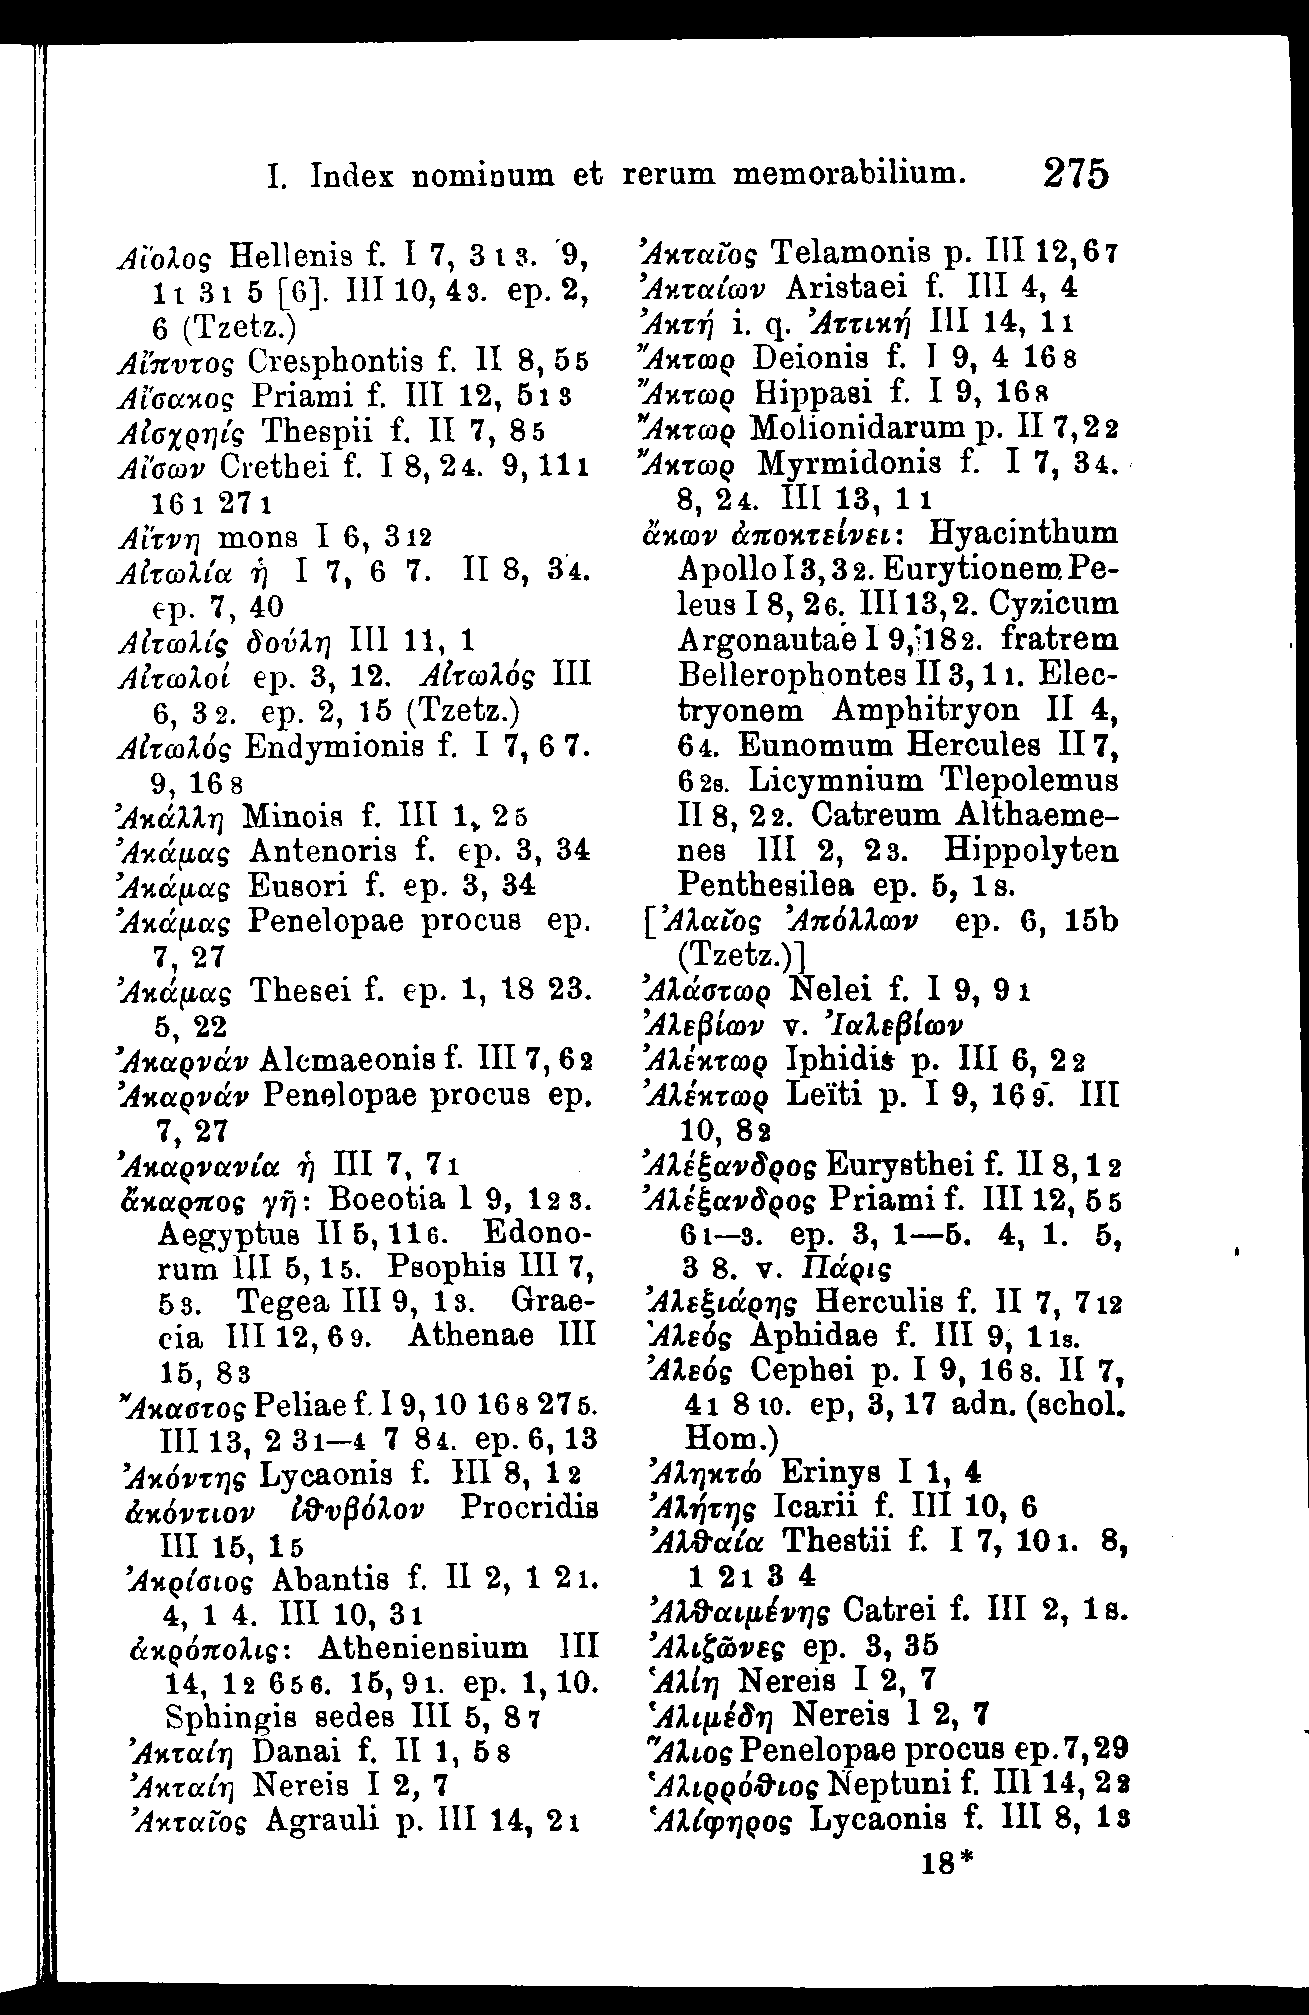 I. Index nominum et rerum memorabilium. 275
Αἴολος Hellenis f. I 7, 3 1 3. 9,
1 1 3 1 5 [6]. III 10, 4 3. ep. 2,
6 (Tzetz.)
Αἴπυτος Cresphontis f. II 8, 5 5
Αἴσακος Priami f. III 12, 5 1 3
Αἰσχρηίς Thespii f. II 7, 8 5
Αἴσων Crethei f. I 8, 2 4. 9, 11 1
16 1 27 1
Αἴτνη mons I 6, 3 12
Αἰτωλία ἡ I 7, 6 7. II 8, 3 4.
ep. 7, 40
Αἰτωλίς δούλη III 11, 1
Αἰτωλοί ep. 3, 12. Αἰτωλός III
6, 3 2. ep. 2, 15 (Tzetz.)
Αἰτωλός Endymionis f. I 7, 6 7.
9, 16 8
Ἀκάλλη Minois f. III 1, 2 5
Ἀκάμας Antenoris f. ep. 3, 34
Ἀκάμας Eusori f. ep. 3, 34
Ἀκάμας Penelopae procus ep.
7, 27
Ἀκάμας Thesei f. ep. 1, 18 23.
5, 22
Ἀκαρνάν Alcmaeonis f. III 7, 6 2
Ἀκαρνάν Penelopae procus ep.
7, 27
Ἀκαρνανία ἡ III 7, 7 1
ἄκαρπος γῆ: Boeotia I 9, 1 2 3.
Aegyptus II 5, 11 6. Edono-
rum III 5, 1 5. Psophis III 7,
5 3. Tegea III 9, 1 3. Grae-
cia III 12, 6 9. Athenae III
15, 8 3
Ἄκαστος Peliae f. I 9, 10 16 8 27 5.
III 13, 2 3 1—4 7 8 4. ep. 6, 13
Ἀκόντης Lycaonis f. III 8, 1 2
ἀκόντιον ἰθυβόλον Procridis
III 15, 1 5
Ἀκρίσιος Abantis f. II 2, 1 2 1.
4, 1 4. III 10, 3 1
ἀκρόπολις: Atheniensium III
14, 1 2 6 5 6. 15, 9 1. ep. 1, 10.
Sphingis sedes III 5, 8 7
Ἀκταίη Danai f. II 1, 5 8
Ἀκταίη Nereis I 2, 7
Ἀκταῖος Agrauli p. III 14, 2 1
Ἀκταῖος Telamonis p. III 12, 6 7
Ἀκταίων Aristaei f. III 4, 4
Ἀκτή i. q. Ἀττική III 14, 1 1
Ἄκτωρ Deionis f. I 9, 4 16 8
Ἄκτωρ Hippasi f. I 9, 16 8
Ἄκτωρ Molionidarum p. II 7, 2 2
Ἄκτωρ Myrmidonis f. I 7, 3 4.
8, 2 4. III 13, 1 1
ἄκων ἀποκτείνει: Hyacinthum
Apollo I 3, 3 2. Eurytionem Pe-
leus I 8, 2 6. III 13, 2. Cyzicum
Argonautae I 9, 18 2. fratrem
Bellerophontes II 3, 1 1. Elec-
tryonem Amphitryon II 4,
6 4. Eunomum Hercules II 7,
6 2 s. Licymnium Tlepolemus
II 8, 2 2. Catreum Althaeme-
nes III 2, 2 3. Hippolyten
Penthesilea ep. 5, 1 s.
[Ἀλαῖος Ἀπόλλων ep. 6, 15b
(Tzetz.)]
Ἀλάστωρ Nelei f. I 9, 9 1
Ἀλεβίων v. Ἰαλεβίων
Ἀλέκτωρ Iphidis p. III 6, 2 2
Ἀλέκτωρ Leïti p. I 9, 16 9. III
10, 8 2
Ἀλέξανδρος Eurysthei f. II 8, 1 2
Ἀλέξανδρος Priami f. III 12, 5 5
6 1—3. ep. 3, 1—5. 4, 1. 5,
3 8. v. Πάρις
Ἀλεξιάρης Herculis f. II 7, 7 12
Ἀλεός Aphidae f. III 9, 1 1 s.
Ἀλεός Cephei p. I 9, 16 8. II 7,
4 1 8 10. ep, 3, 17 adn. (schol.
Hom.)
Ἀληκτώ Erinys I 1, 4
Ἀλήτης Icarii f. III 10, 6
Ἀλθαία Thestii f. I 7, 10 1. 8,
1 2 1 3 4
Ἀλθαιμένης Catrei f. III 2, 1 s.
Ἀλιζῶνες ep. 3, 35
Ἁλίη Nereis I 2, 7
Ἁλιμέδη Nereis I 2, 7
Ἅλιος Penelopae procus ep. 7, 29
Ἁλιρρόθιος Neptuni f. III 14, 2 2
Ἁλίφηρος Lycaonis f. III 8, 1 3
18*